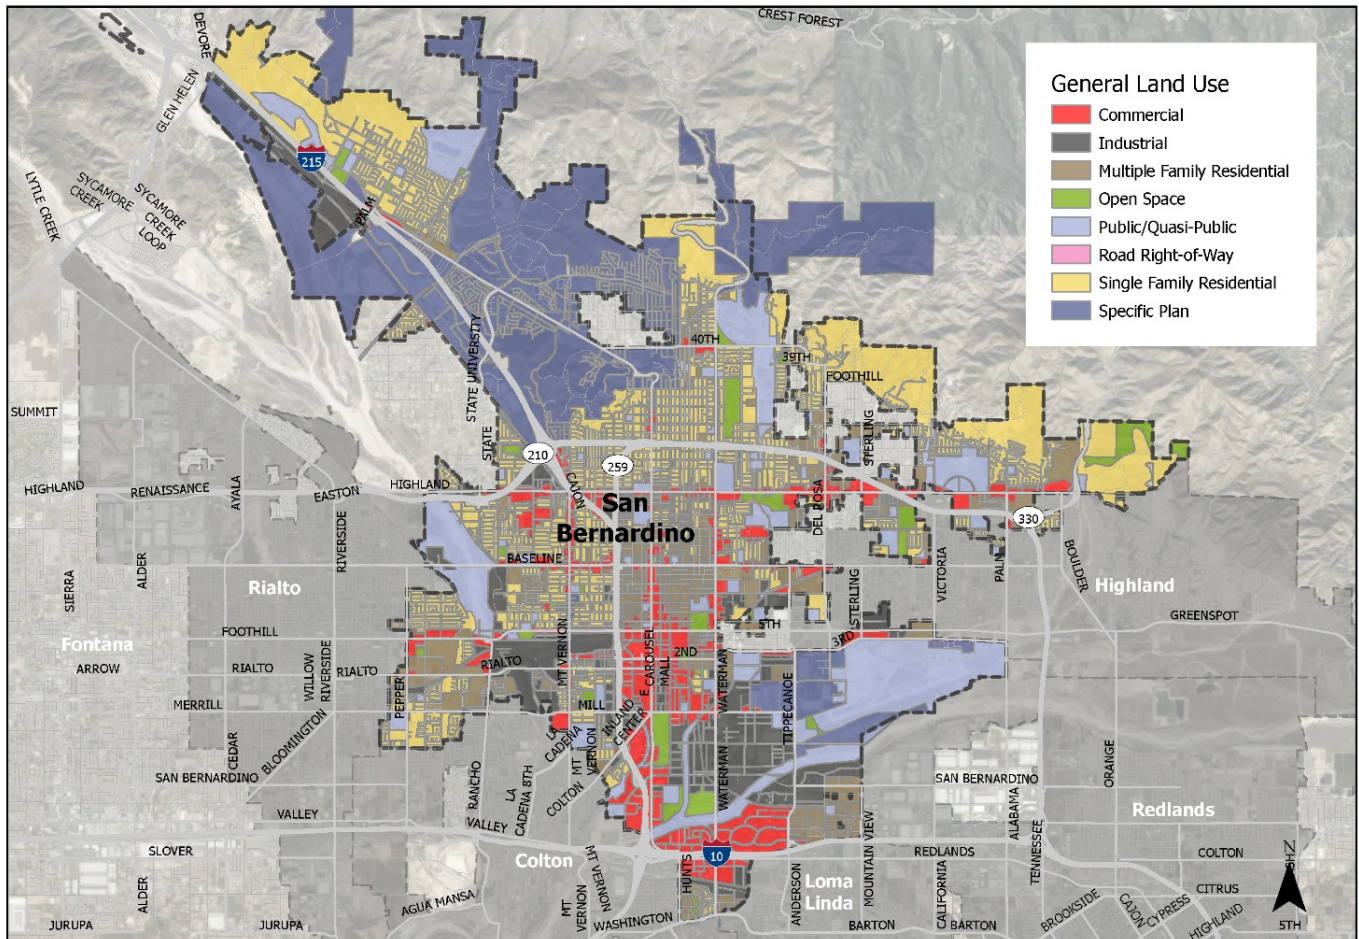 CREST FOREST
DEVORE
GLEN HELEN
215
LYTLE CREEK
SYCAMORE
CREEK
SYCAMORE
CREEK
LOOP
PALM
General Land Use
Commercial
Industrial
Multiple Family Residential
Open Space
Public/Quasi-Public
Road Right-of-Way
Single Family Residential
Specific Plan
STATE UNIVERSITY
40TH
39TH
FOOTHILL
SUMMIT
STATE
STERLING
210
259
CAJON
HIGHLAND
RENAISSANCE
AYALA
EASTON
HIGHLAND
San
Bernardino
DEL ROSA
330
RIVERSIDE
ALDER
SIERRA
BASELINE
VICTORIA
PALM
BOULDER
Rialto
Highland
STERLING
GREENSPOT
FOOTHILL
5TH
3RD
Fontana
ARROW
RIALTO
WILLOW
RIVERSIDE
RIALTO
RIALTO
MT VERNON
2ND
E
CAROUSEL
MALL
WATERMAN
TIPPECANOE
MERRILL
PEPPER
MILL
CEDAR
BLOOMINGTON
LA
CADENA
MT
VERNON
INLAND
CENTER
ORANGE
SAN BERNARDINO
RANCHO
LA
CADENA 8TH
COLTON
WATERMAN
SAN BERNARDINO
ALABAMA
TENNESSEE
Redlands
VALLEY
VALLEY
MOUNTAIN VIEW
SLOVER
Colton
10
REDLANDS
COLTON
ALDER
MT VERNON
HUNTS
ANDERSON
Loma
Linda
CALIFORNIA
CITRUS
AGUA MANSA
MT
VERNON
WASHINGTON
BARTON
BARTON
BROOKSIDE
CAJON
CYPRESS
HIGHLAND
JURUPA
JURUPA
5TH
N